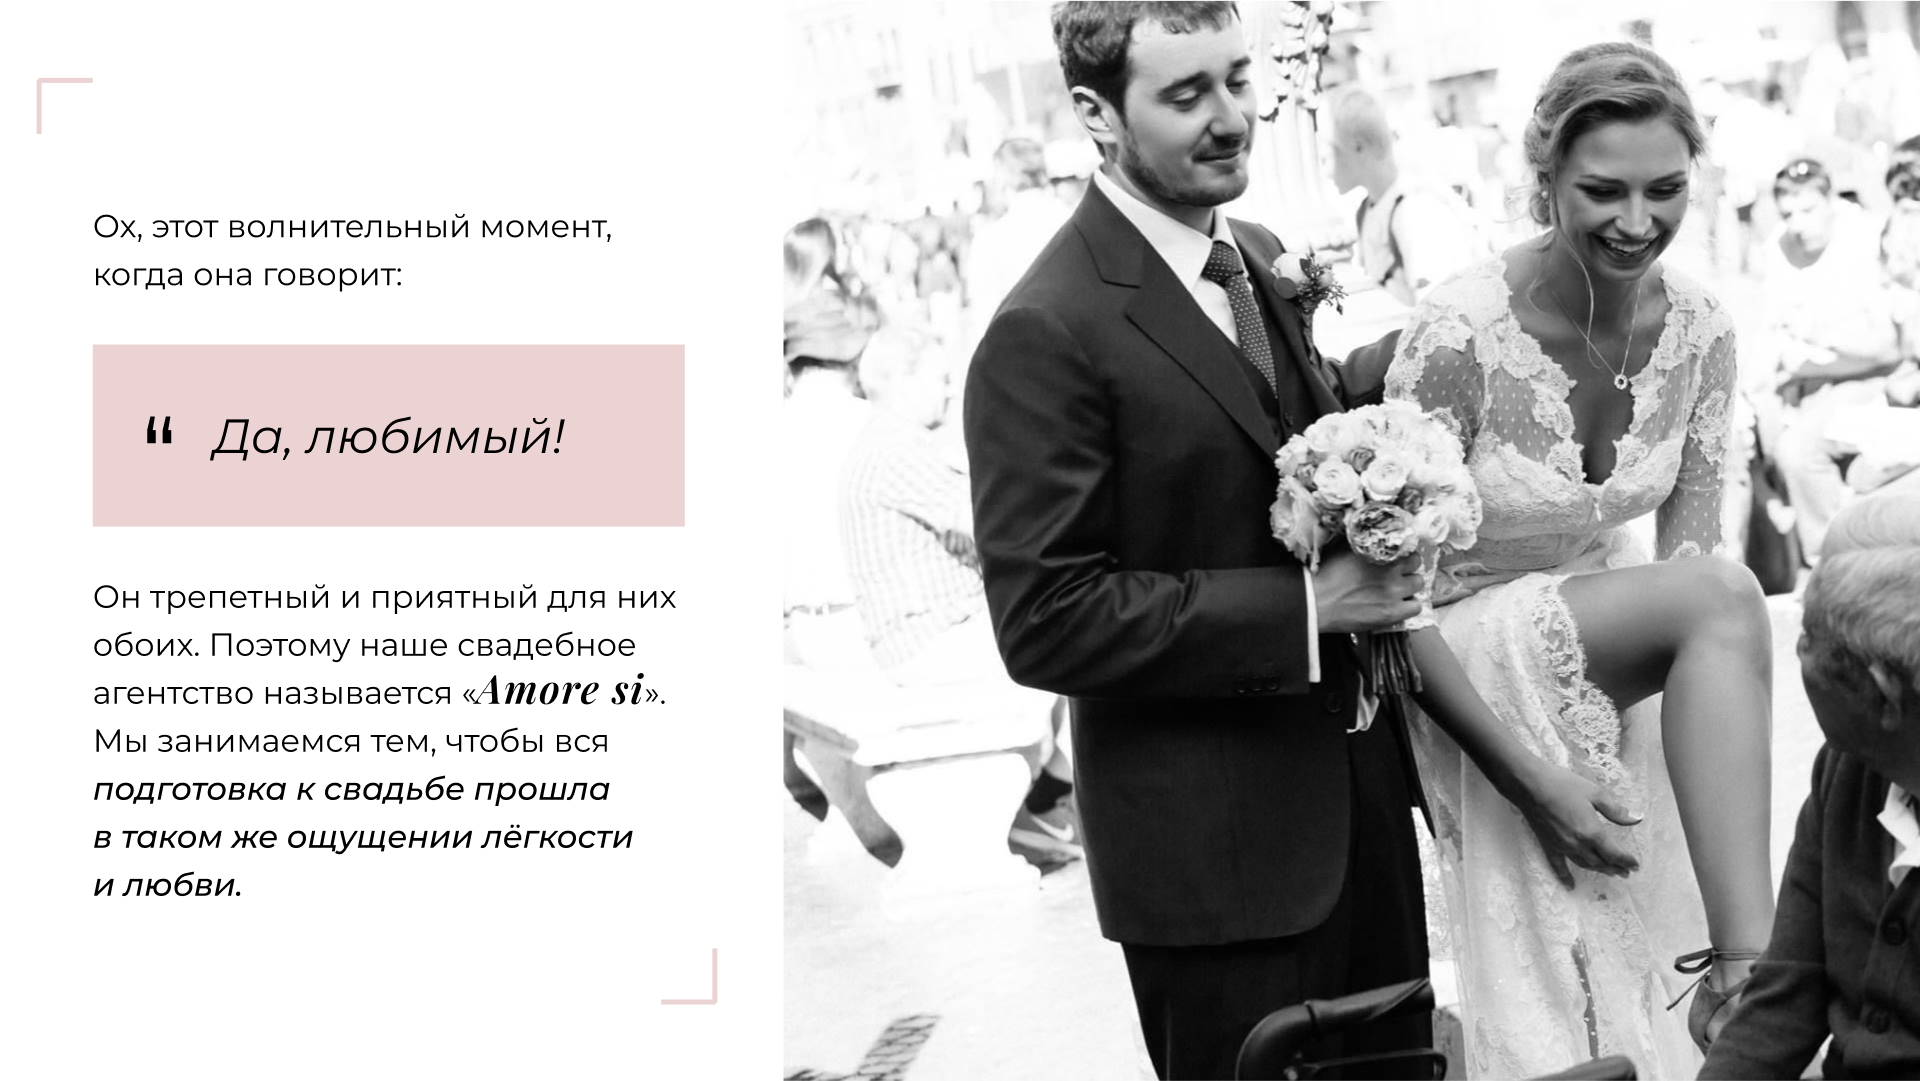 Ох, этот волнительный момент,
когда она говорит:
“ Да, любимый!
Он трепетный и приятный для них
обоих. Поэтому наше свадебное
агентство называется «Amore si».
Мы занимаемся тем, чтобы вся
подготовка к свадьбе прошла
в таком же ощущении лёгкости
и любви.